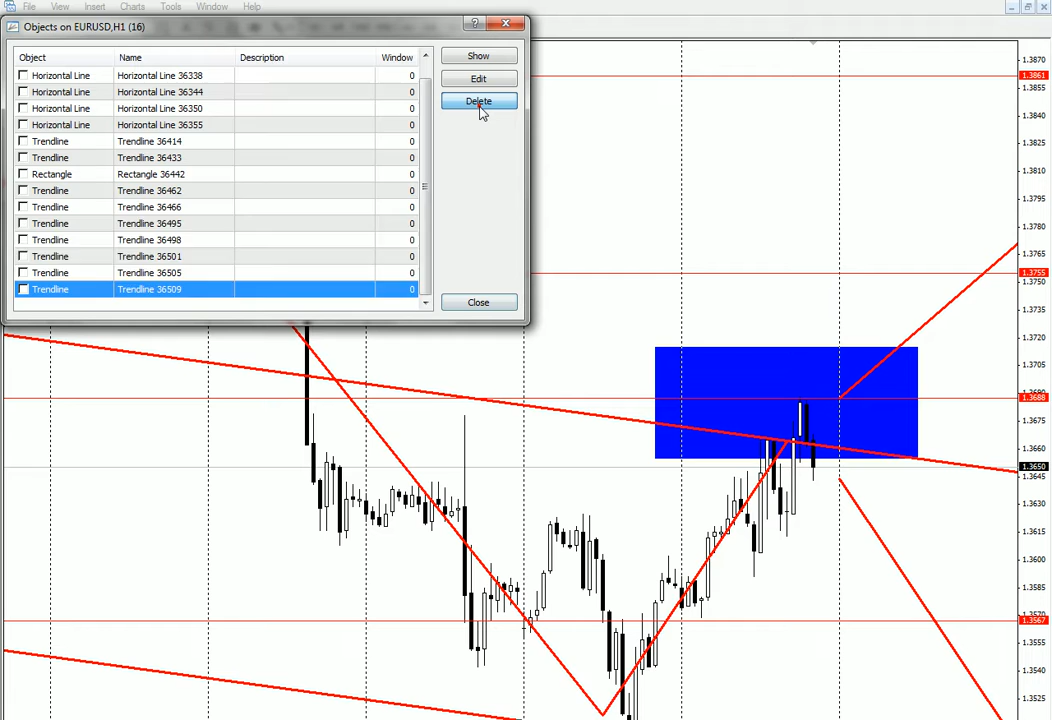 File View Insert Charts Tools Window Help
Objects on EURUSD,H1 (16)
Object Name Description Window
Horizontal Line Horizontal Line 36338 0
Horizontal Line Horizontal Line 36344 0
Horizontal Line Horizontal Line 36350 0
Horizontal Line Horizontal Line 36355 0
Trendline Trendline 36414 0
Trendline Trendline 36433 0
Rectangle Rectangle 36442 0
Trendline Trendline 36462 0
Trendline Trendline 36466 0
Trendline Trendline 36495 0
Trendline Trendline 36498 0
Trendline Trendline 36501 0
Trendline Trendline 36505 0
Trendline Trendline 36509 0
Show
Edit
Delete
Close
1.3870
1.3861
1.3855
1.3840
1.3825
1.3810
1.3795
1.3780
1.3765
1.3755
1.3750
1.3735
1.3720
1.3705
1.3688
1.3675
1.3660
1.3650
1.3645
1.3630
1.3615
1.3600
1.3585
1.3567
1.3555
1.3540
1.3525